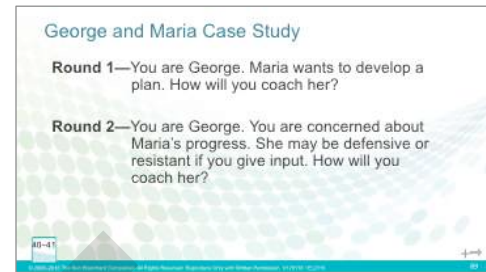 George and Maria Case Study
Round 1—You are George. Maria wants to develop a
plan. How will you coach her?
Round 2—You are George. You are concerned about
Maria's progress. She may be defensive or
resistant if you give input. How will you
coach her?
40–41